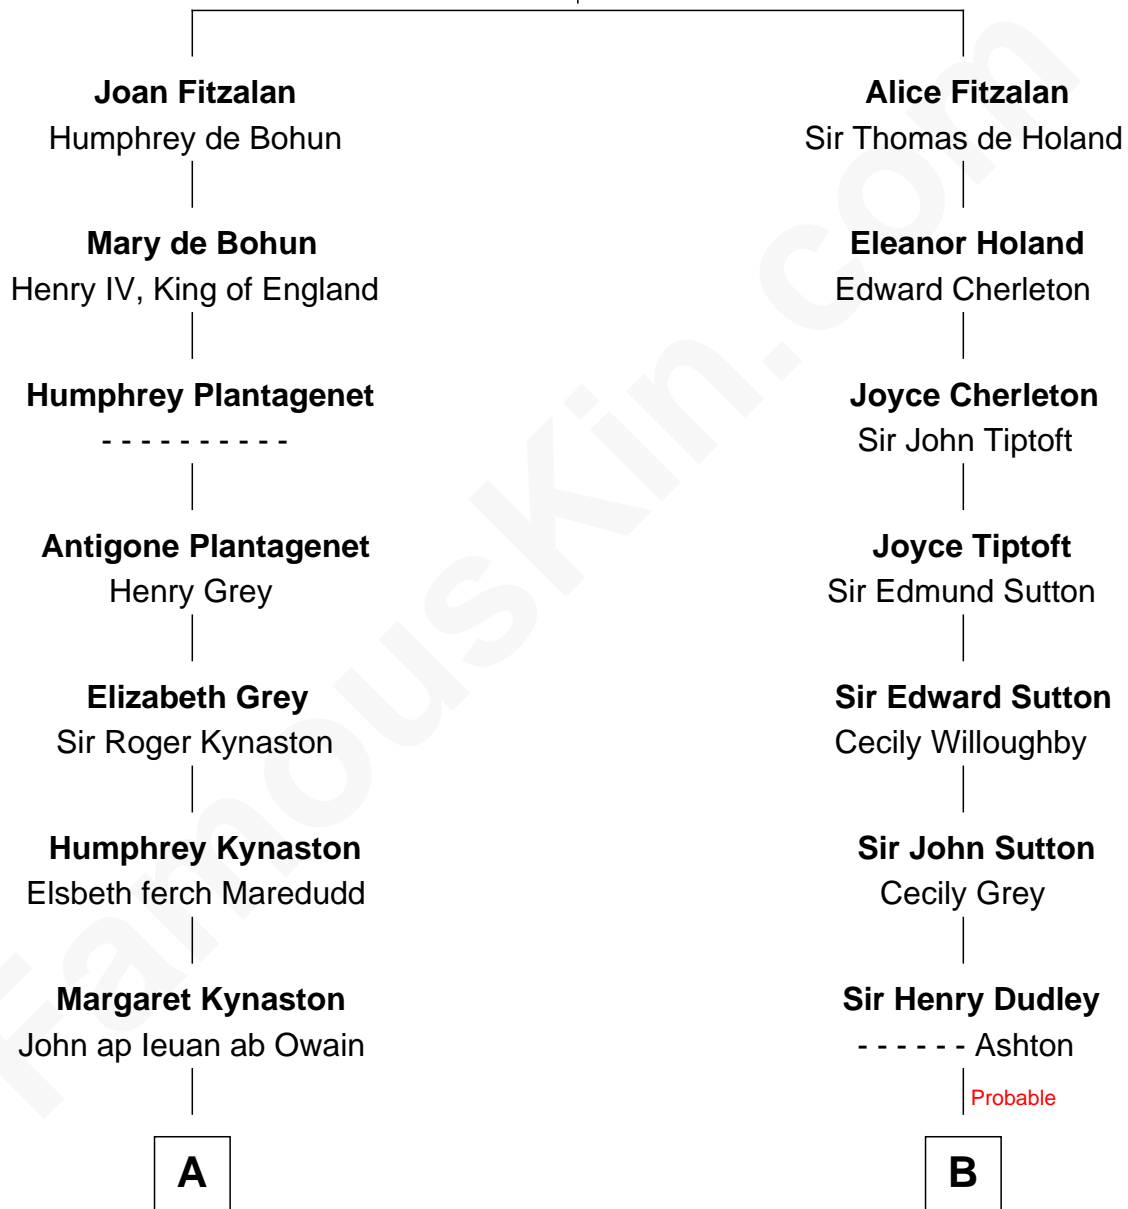 Joan Fitzalan
Humphrey de Bohun
Mary de Bohun
Henry IV, King of England
Humphrey Plantagenet
- - - - - - - - - -
Antigone Plantagenet
Henry Grey
Elizabeth Grey
Sir Roger Kynaston
Humphrey Kynaston
Elsbeth ferch Maredudd
Margaret Kynaston
John ap Ieuan ab Owain
A
Alice Fitzalan
Sir Thomas de Holand
Eleanor Holand
Edward Cherleton
Joyce Cherleton
Sir John Tiptoft
Joyce Tiptoft
Sir Edmund Sutton
Sir Edward Sutton
Cecily Willoughby
Sir John Sutton
Cecily Grey
Sir Henry Dudley
- - - - - - Ashton
Probable
B
FamousKin.com